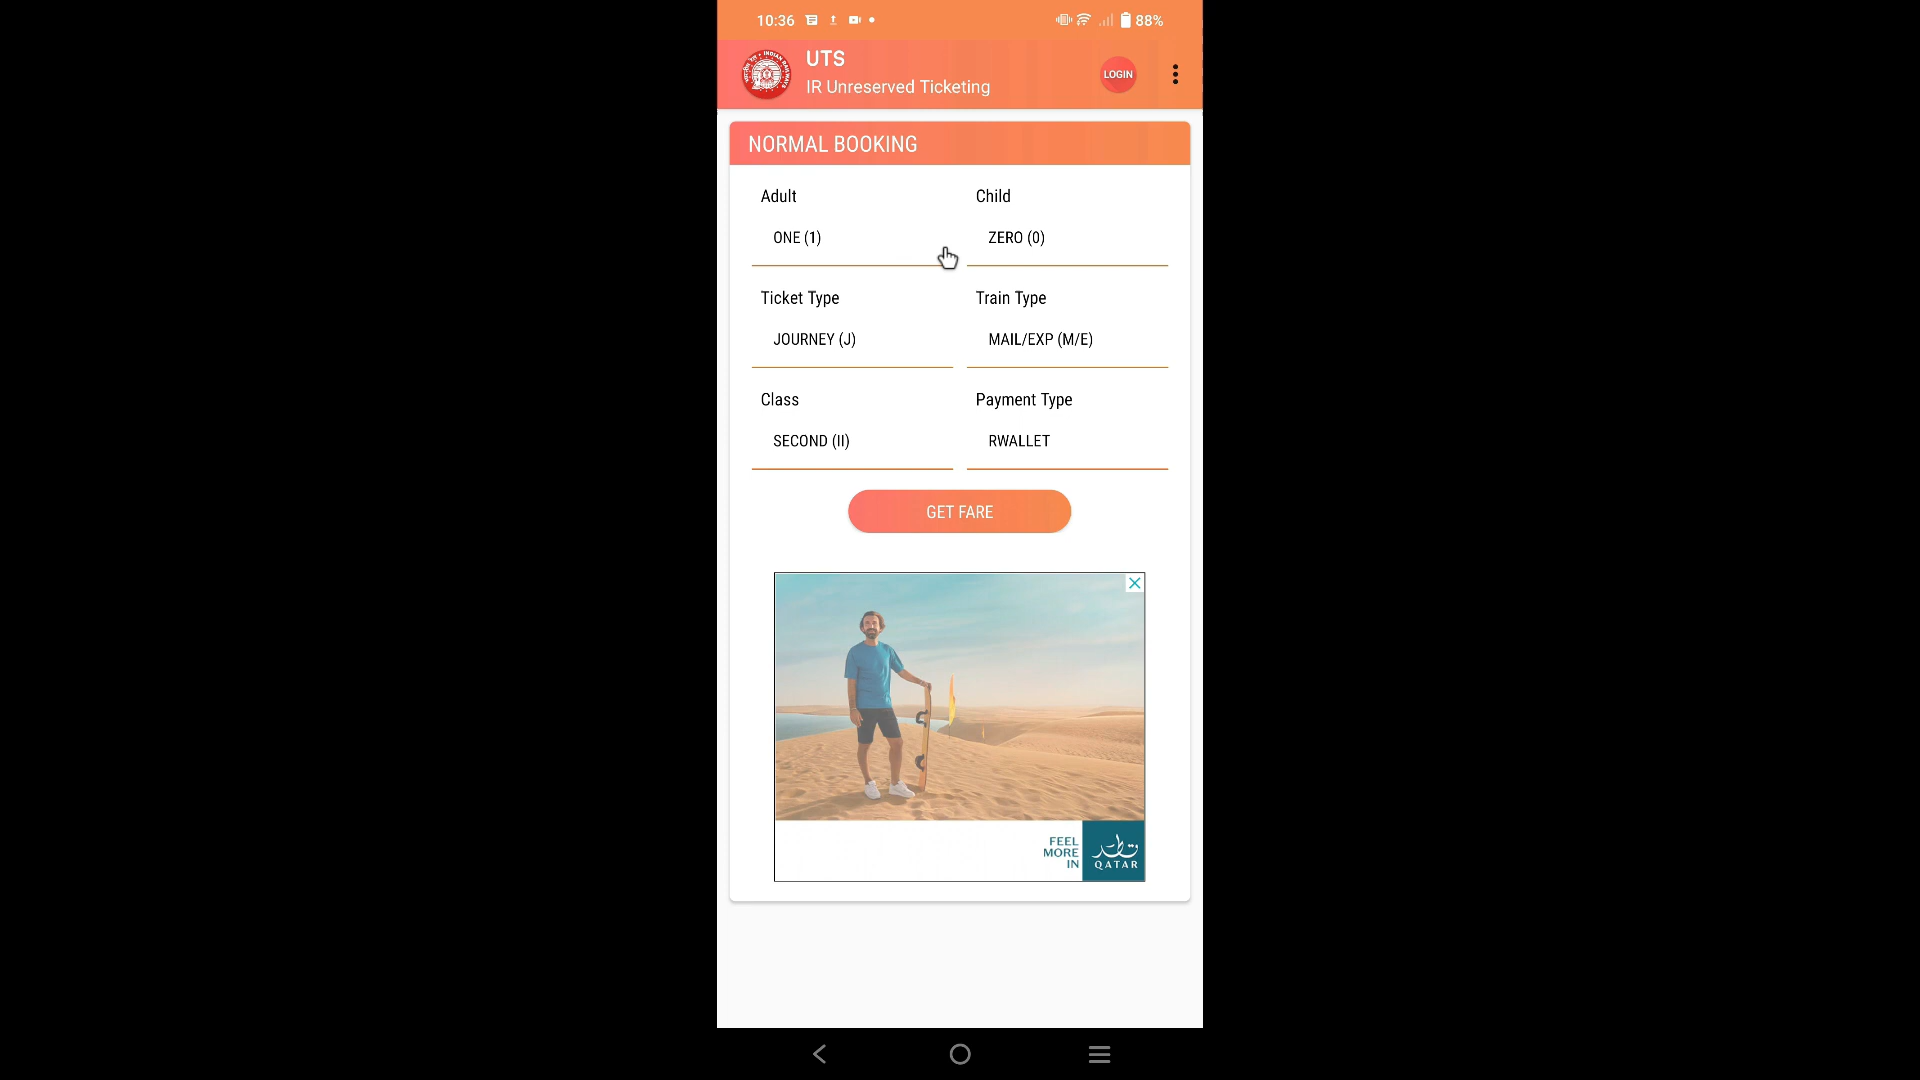 10:36
88%
UTS
IR Unreserved Ticketing
LOGIN
NORMAL BOOKING
Adult
Child
ONE (1)
ZERO (0)
Ticket Type
Train Type
JOURNEY (J)
MAIL/EXP (M/E)
Class
Payment Type
SECOND (II)
RWALLET
GET FARE
FEEL
MORE
IN
قطر
QATAR